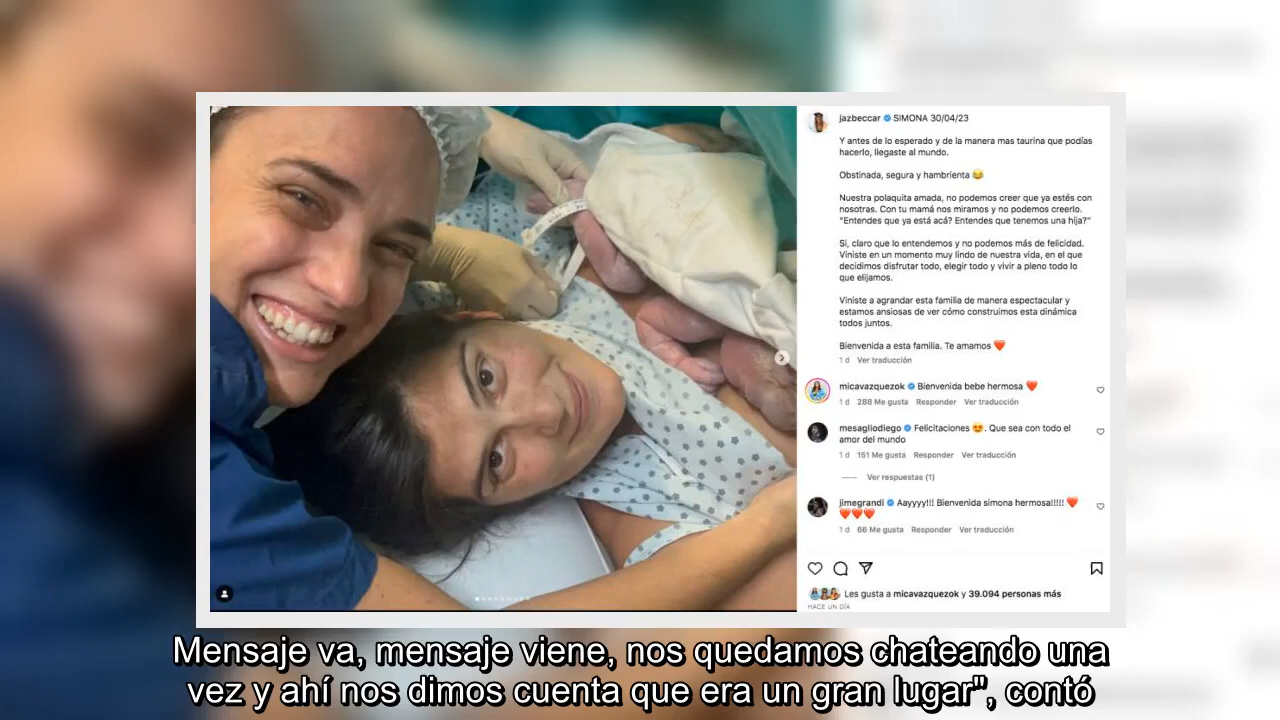 jazbeccar SIMONA 30/04/23
Y antes de lo esperado y de la manera mas taurina que podías
hacerlo, llegaste al mundo.
Obstinada, segura y hambrienta 😂
Nuestra polaquita amada, no podemos creer que ya estés con
nosotras. Con tu mamá nos miramos y no podemos creerlo.
"Entendes que ya está acá? Entendes que tenemos una hija?"
Si, claro que lo entendemos y no podemos más de felicidad.
Viniste en un momento muy lindo de nuestra vida, en el que
decidimos disfrutar todo, elegir todo y vivir a pleno todo lo
que elijamos.
Viniste a agrandar esta familia de manera espectacular y
estamos ansiosas de ver cómo construimos esta dinámica
todos juntos.
Bienvenida a esta familia. Te amamos ❤️
1 d Ver traducción
micavazquezok Bienvenida bebe hermosa ❤️
1 d 288 Me gusta Responder Ver traducción
mesagliodiego Felicitaciones 😍. Que sea con todo el
amor del mundo
1 d 151 Me gusta Responder Ver traducción
Ver respuestas (1)
jimegrandi Aayyyy!!! Bienvenida simona hermosa!!!!! ❤️
❤️❤️❤️
1 d 66 Me gusta Responder Ver traducción
Les gusta a micavazquezok y 39.094 personas más
HACE UN DÍA
Mensaje va, mensaje viene, nos quedamos chateando una
vez y ahí nos dimos cuenta que era un gran lugar", contó